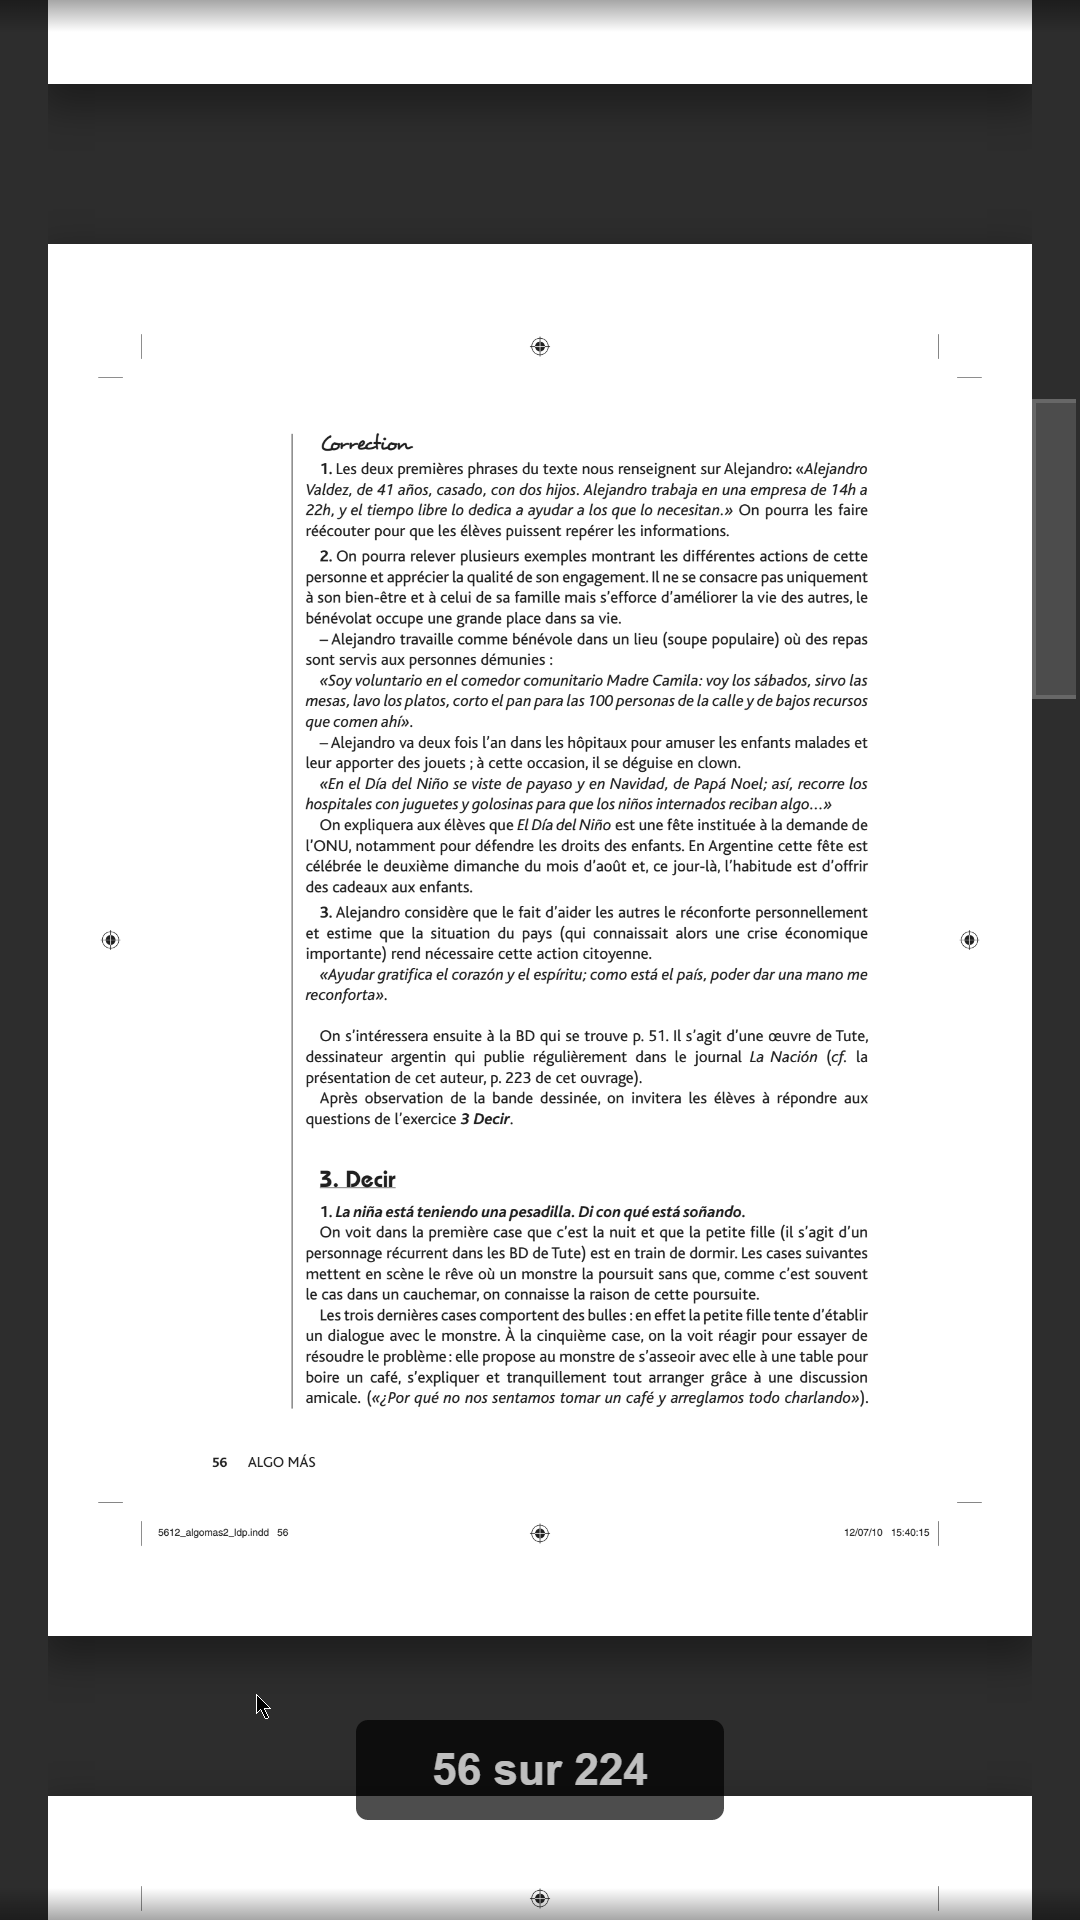 Correction
1. Les deux premières phrases du texte nous renseignent sur Alejandro: «Alejandro
Valdez, de 41 años, casado, con dos hijos. Alejandro trabaja en una empresa de 14h a
22h, y el tiempo libre lo dedica a ayudar a los que lo necesitan.» On pourra les faire
réécouter pour que les élèves puissent repérer les informations.
2. On pourra relever plusieurs exemples montrant les différentes actions de cette
personne et apprécier la qualité de son engagement. Il ne se consacre pas uniquement
à son bien-être et à celui de sa famille mais s'efforce d'améliorer la vie des autres, le
bénévolat occupe une grande place dans sa vie.
– Alejandro travaille comme bénévole dans un lieu (soupe populaire) où des repas
sont servis aux personnes démunies :
«Soy voluntario en el comedor comunitario Madre Camila: voy los sábados, sirvo las
mesas, lavo los platos, corto el pan para las 100 personas de la calle y de bajos recursos
que comen ahí».
– Alejandro va deux fois l'an dans les hôpitaux pour amuser les enfants malades et
leur apporter des jouets ; à cette occasion, il se déguise en clown.
«En el Día del Niño se viste de payaso y en Navidad, de Papá Noel; así, recorre los
hospitales con juguetes y golosinas para que los niños internados reciban algo…»
On expliquera aux élèves que El Día del Niño est une fête instituée à la demande de
l'ONU, notamment pour défendre les droits des enfants. En Argentine cette fête est
célébrée le deuxième dimanche du mois d'août et, ce jour-là, l'habitude est d'offrir
des cadeaux aux enfants.
3. Alejandro considère que le fait d'aider les autres le réconforte personnellement
et estime que la situation du pays (qui connaissait alors une crise économique
importante) rend nécessaire cette action citoyenne.
«Ayudar gratifica el corazón y el espíritu; como está el país, poder dar una mano me
reconforta».
On s'intéressera ensuite à la BD qui se trouve p. 51. Il s'agit d'une œuvre de Tute,
dessinateur argentin qui publie régulièrement dans le journal La Nación (cf. la
présentation de cet auteur, p. 223 de cet ouvrage).
Après observation de la bande dessinée, on invitera les élèves à répondre aux
questions de l'exercice 3 Decir.
3. Decir
1. La niña está teniendo una pesadilla. Di con qué está soñando.
On voit dans la première case que c'est la nuit et que la petite fille (il s'agit d'un
personnage récurrent dans les BD de Tute) est en train de dormir. Les cases suivantes
mettent en scène le rêve où un monstre la poursuit sans que, comme c'est souvent
le cas dans un cauchemar, on connaisse la raison de cette poursuite.
Les trois dernières cases comportent des bulles : en effet la petite fille tente d'établir
un dialogue avec le monstre. À la cinquième case, on la voit réagir pour essayer de
résoudre le problème : elle propose au monstre de s'asseoir avec elle à une table pour
boire un café, s'expliquer et tranquillement tout arranger grâce à une discussion
amicale. («¿Por qué no nos sentamos tomar un café y arreglamos todo charlando»).
56 ALGO MÁS
5612_algomas2_ldp.indd 56
12/07/10 15:40:15
56 sur 224